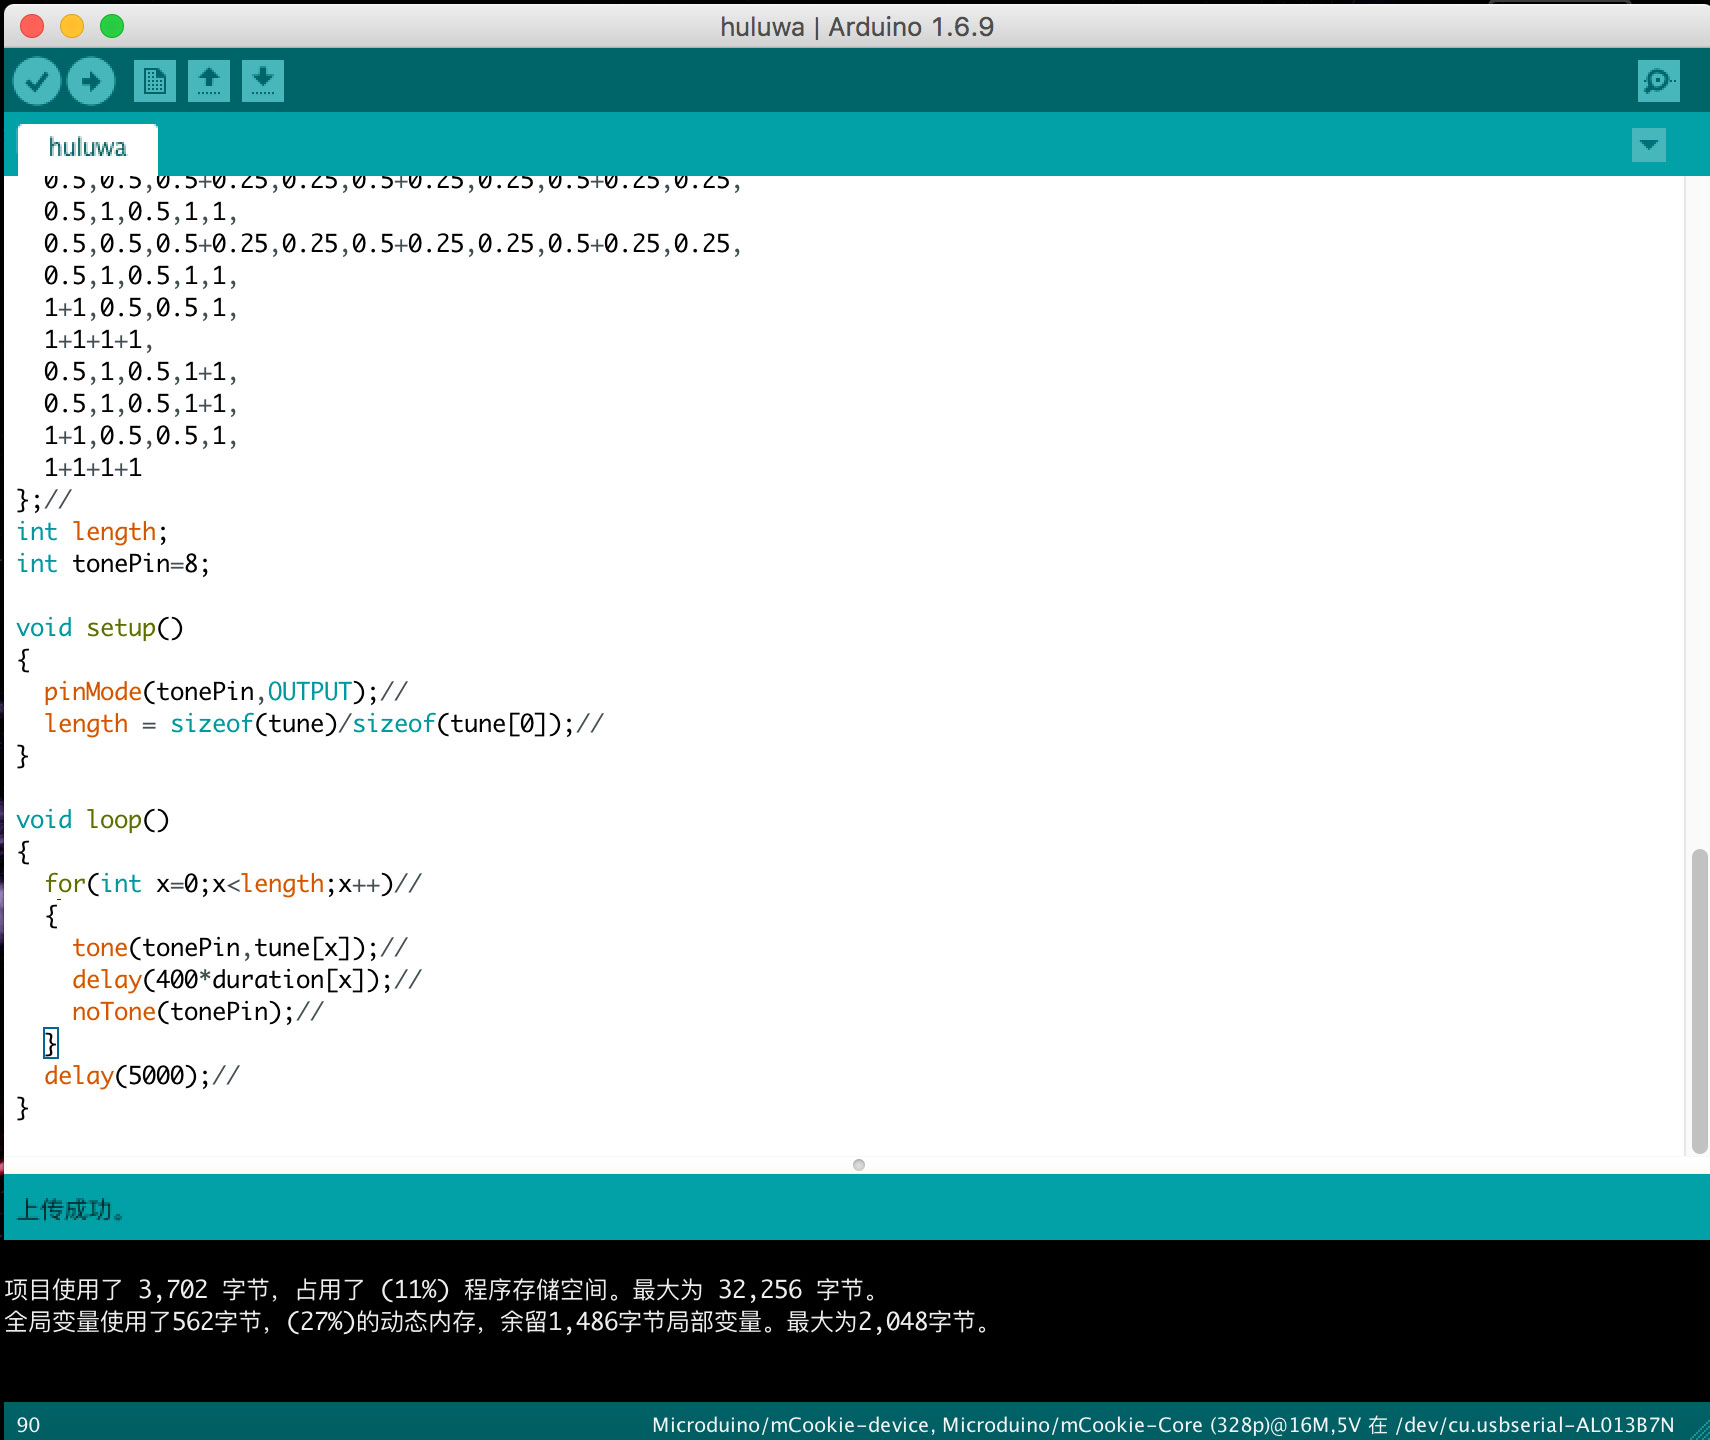 huluwa | Arduino 1.6.9
huluwa
0.5,0.5,0.5+0.25,0.25,0.5+0.25,0.25,0.5+0.25,0.25,
0.5,1,0.5,1,1,
0.5,0.5,0.5+0.25,0.25,0.5+0.25,0.25,0.5+0.25,0.25,
0.5,1,0.5,1,1,
1+1,0.5,0.5,1,
1+1+1+1,
0.5,1,0.5,1+1,
0.5,1,0.5,1+1,
1+1,0.5,0.5,1,
1+1+1+1
};//
int length;
int tonePin=8;
void setup()
{
pinMode(tonePin,OUTPUT);//
length = sizeof(tune)/sizeof(tune[0]);//
}
void loop()
{
for(int x=0;x<length;x++)//
{
tone(tonePin,tune[x]);//
delay(400*duration[x]);//
noTone(tonePin);//
}
delay(5000);//
}
上传成功。
项目使用了 3,702 字节，占用了 (11%) 程序存储空间。最大为 32,256 字节。
全局变量使用了562字节，(27%)的动态内存，余留1,486字节局部变量。最大为2,048字节。
90
Microduino/mCookie-device, Microduino/mCookie-Core (328p)@16M,5V 在 /dev/cu.usbserial-AL013B7N